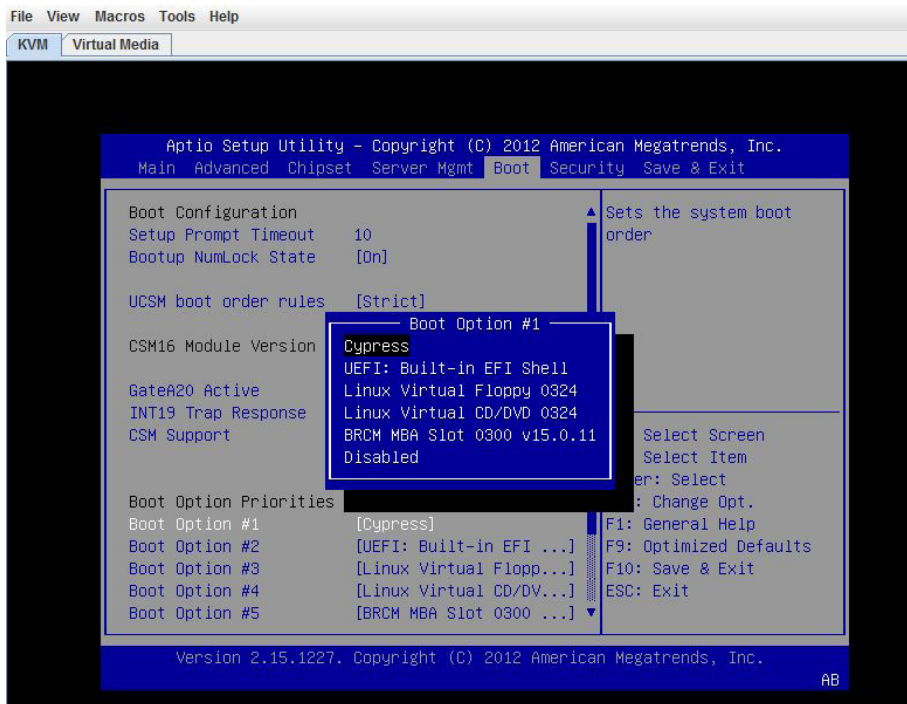 File View Macros Tools Help
KVM Virtual Media
Aptio Setup Utility - Copyright (C) 2012 American Megatrends, Inc.
Main Advanced Chipset Server Mgmt Boot Security Save & Exit
Boot Configuration
Setup Prompt Timeout 10
Bootup NumLock State [On]
UCSM boot order rules [Strict]
CSM16 Module Version
GateA20 Active
INT19 Trap Response
CSM Support
Boot Option Priorities
Boot Option #1 [Cypress]
Boot Option #2 [UEFI: Built-in EFI ...]
Boot Option #3 [Linux Virtual Flopp...]
Boot Option #4 [Linux Virtual CD/DV...]
Boot Option #5 [BRCM MBA Slot 0300 ...]
Boot Option #1
Cypress
UEFI: Built-in EFI Shell
Linux Virtual Floppy 0324
Linux Virtual CD/DVD 0324
BRCM MBA Slot 0300 v15.0.11
Disabled
Sets the system boot
order
Select Screen
Select Item
er: Select
: Change Opt.
F1: General Help
F9: Optimized Defaults
F10: Save & Exit
ESC: Exit
Version 2.15.1227. Copyright (C) 2012 American Megatrends, Inc.
AB